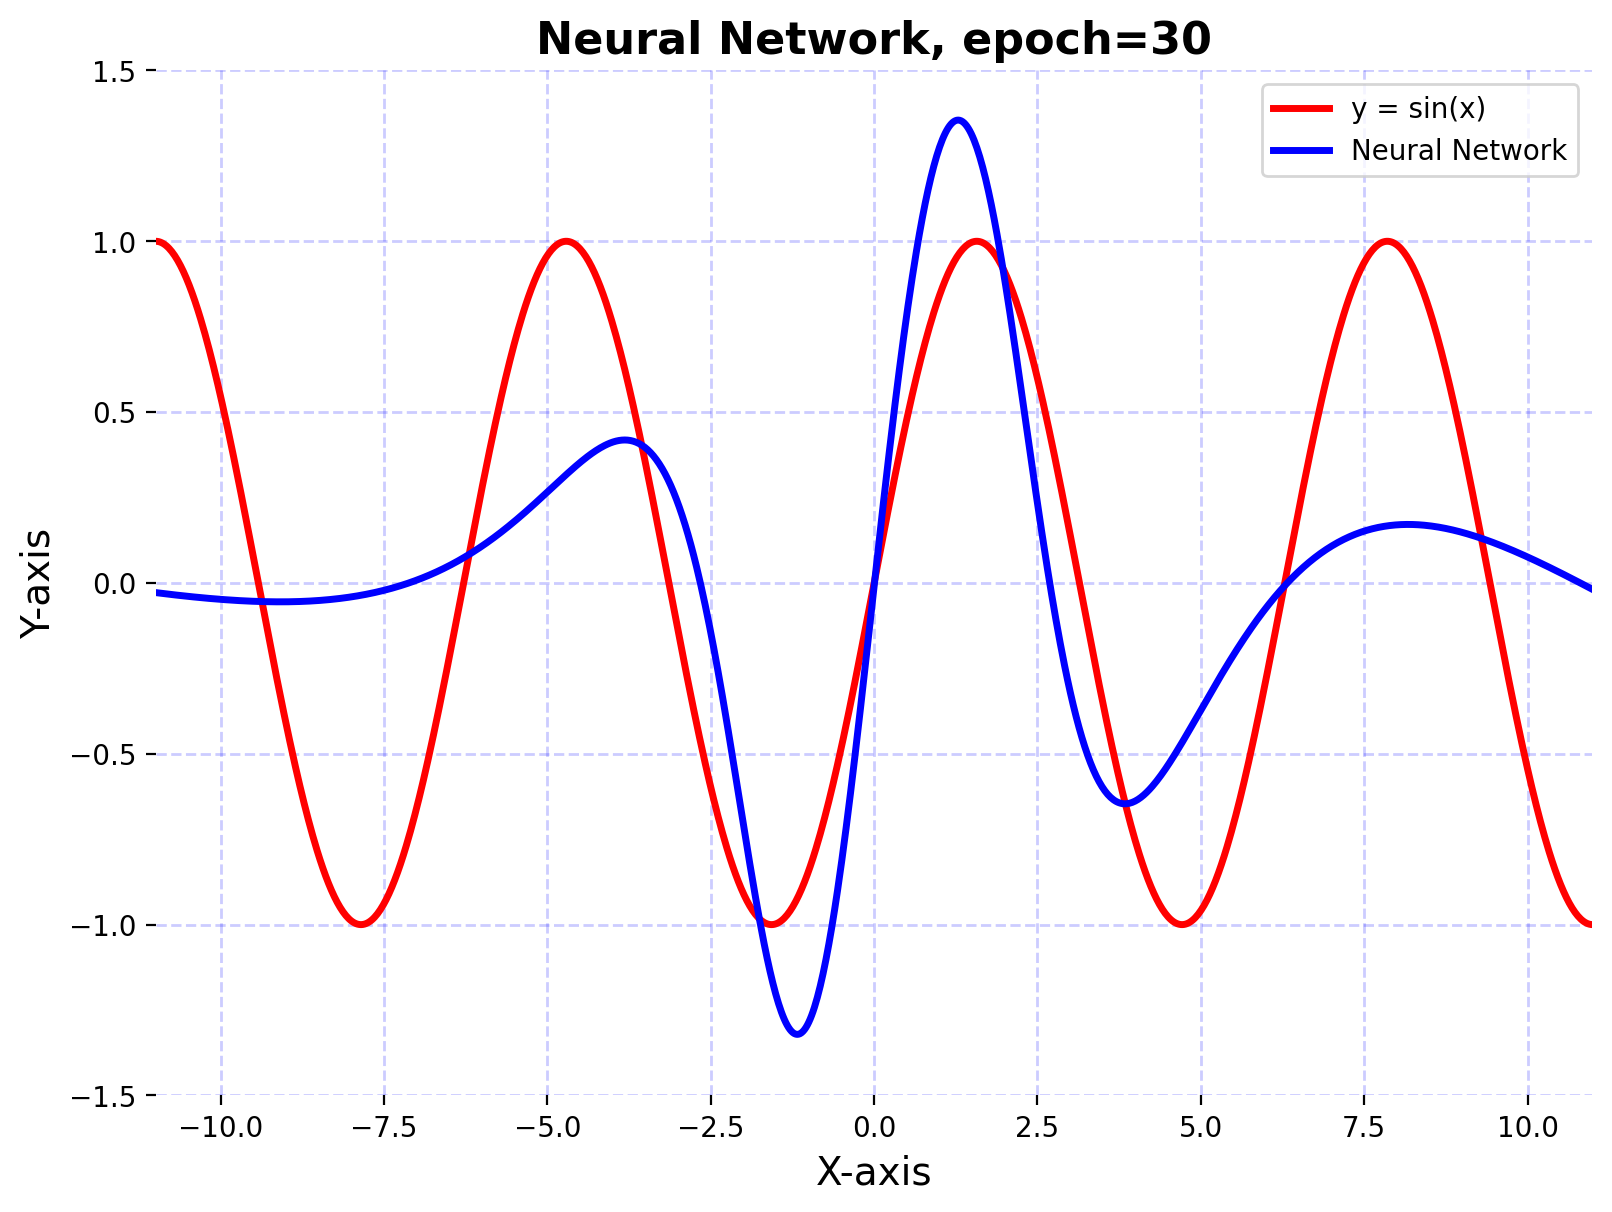 Neural Network, epoch=30
y = sin(x)
Neural Network
Y-axis
1.5
1.0
0.5
0.0
−0.5
−1.0
−1.5
−10.0 −7.5 −5.0 −2.5 0.0 2.5 5.0 7.5 10.0
X-axis